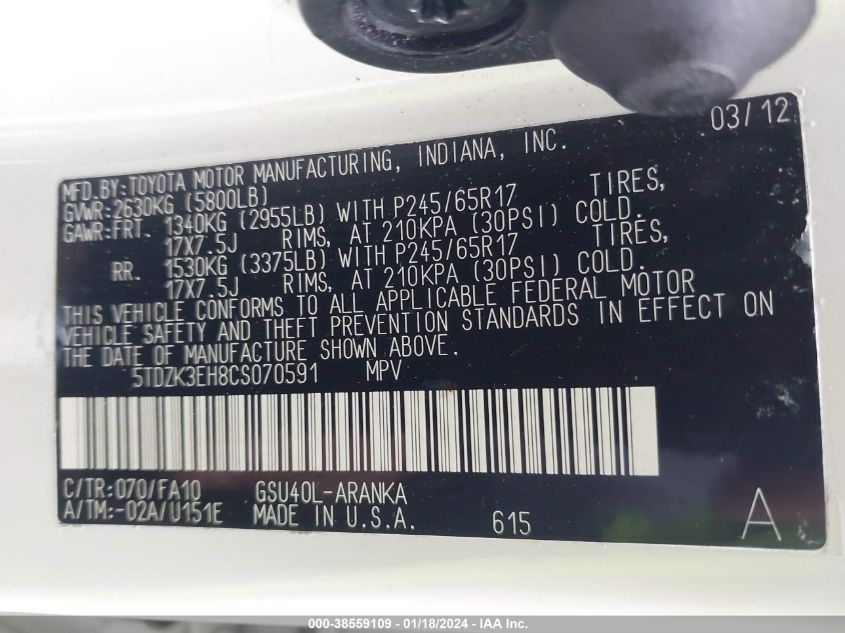 03/12
MFD.BY:TOYOTA MOTOR MANUFACTURING, INDIANA, INC.
GVWR:2630KG (5800LB)
GAWR:FRT. 1340KG (2955LB) WITH P245/65R17 TIRES,
17X7.5J RIMS, AT 210KPA (30PSI) COLD.
RR. 1530KG (3375LB) WITH P245/65R17 TIRES,
17X7.5J RIMS, AT 210KPA (30PSI) COLD.
THIS VEHICLE CONFORMS TO ALL APPLICABLE FEDERAL MOTOR
VEHICLE SAFETY AND THEFT PREVENTION STANDARDS IN EFFECT ON
THE DATE OF MANUFACTURE SHOWN ABOVE.
5TDZK3EH8CS070591 MPV
C/TR:070/FA10 GSU40L-ARANKA
A/TM:-02A/U151E MADE IN U.S.A. 615 A
000-38559109 - 01/18/2024 - IAA Inc.